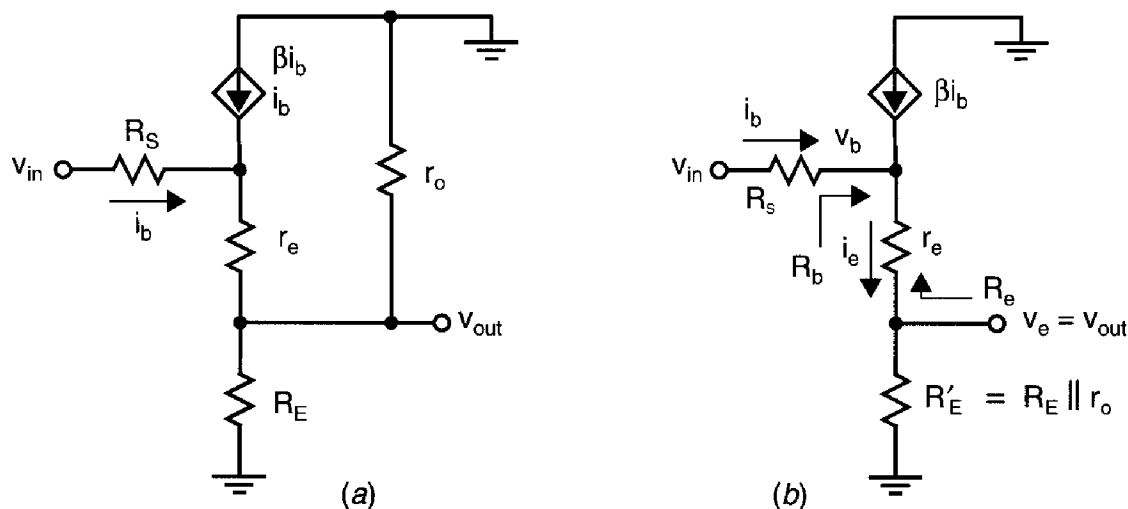 βi_b
i_b
R_S
v_in
i_b
r_o
r_e
v_out
R_E
(a)
βi_b
i_b
v_b
v_in
R_s
r_e
i_e
R_b
R_e
v_e = v_out
R'_E = R_E || r_o
(b)